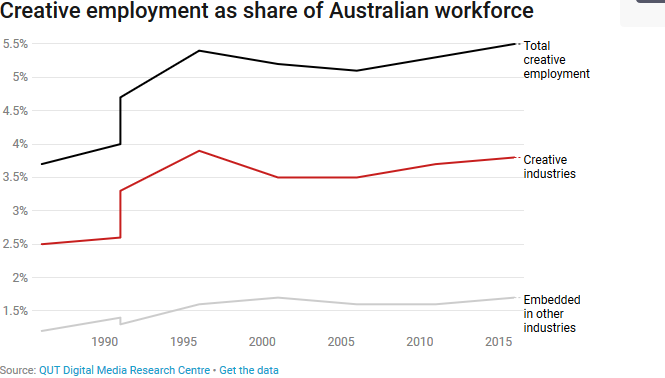 Creative employment as share of Australian workforce
5.5%
Total
creative
employment
5%
4.5%
4%
Creative
industries
3.5%
3%
2.5%
2%
Embedded
in other
industries
1.5%
1990 1995 2000 2005 2010 2015
Source: QUT Digital Media Research Centre • Get the data